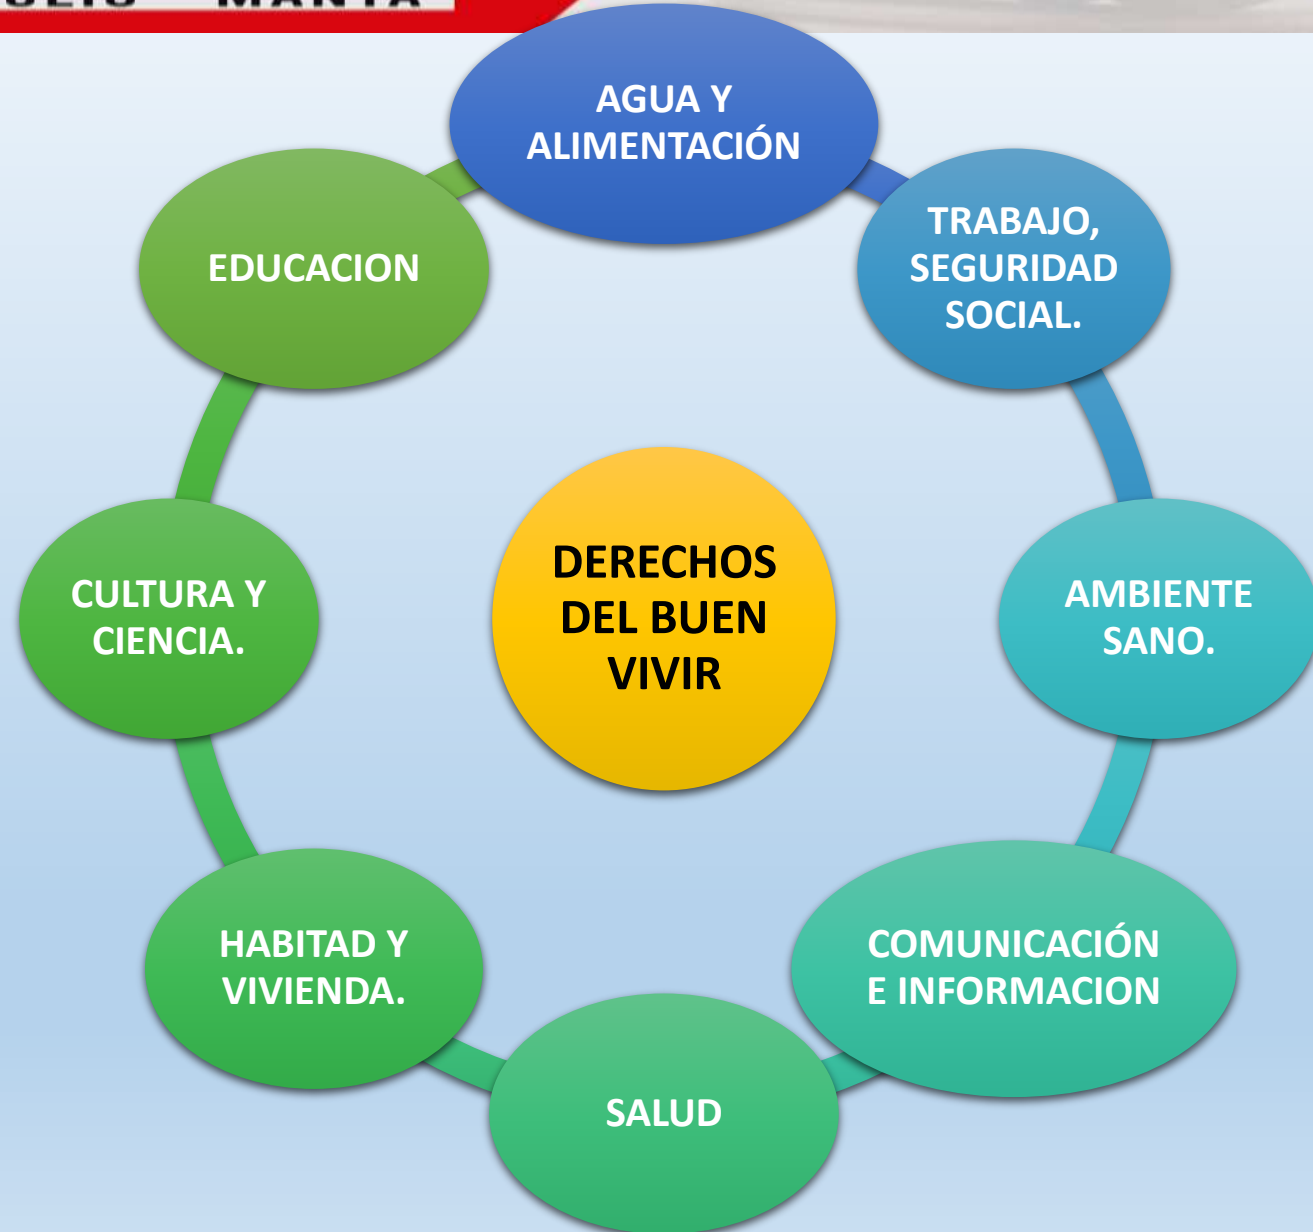 MANTA
AGUA Y
ALIMENTACIÓN
TRABAJO,
SEGURIDAD
SOCIAL.
AMBIENTE
SANO.
COMUNICACIÓN
E INFORMACION
SALUD
HABITAD Y
VIVIENDA.
CULTURA Y
CIENCIA.
EDUCACION
DERECHOS
DEL BUEN
VIVIR